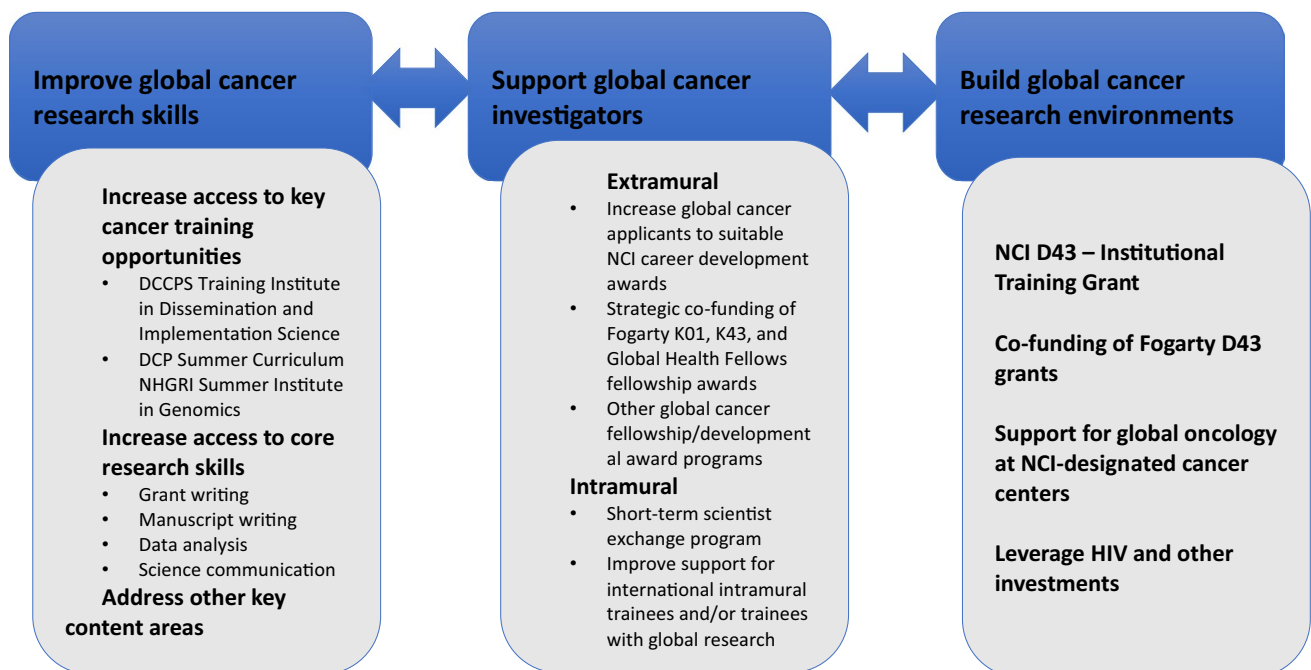 Improve global cancer
research skills
Increase access to key
cancer training
opportunities
• DCCPS Training Institute
in Dissemination and
Implementation Science
• DCP Summer Curriculum
NHGRI Summer Institute
in Genomics
Increase access to core
research skills
• Grant writing
• Manuscript writing
• Data analysis
• Science communication
Address other key
content areas
Support global cancer
investigators
Extramural
• Increase global cancer
applicants to suitable
NCI career development
awards
• Strategic co-funding of
Fogarty K01, K43, and
Global Health Fellows
fellowship awards
• Other global cancer
fellowship/development
al award programs
Intramural
• Short-term scientist
exchange program
• Improve support for
international intramural
trainees and/or trainees
with global research
Build global cancer
research environments
NCI D43 – Institutional
Training Grant
Co-funding of Fogarty D43
grants
Support for global oncology
at NCI-designated cancer
centers
Leverage HIV and other
investments